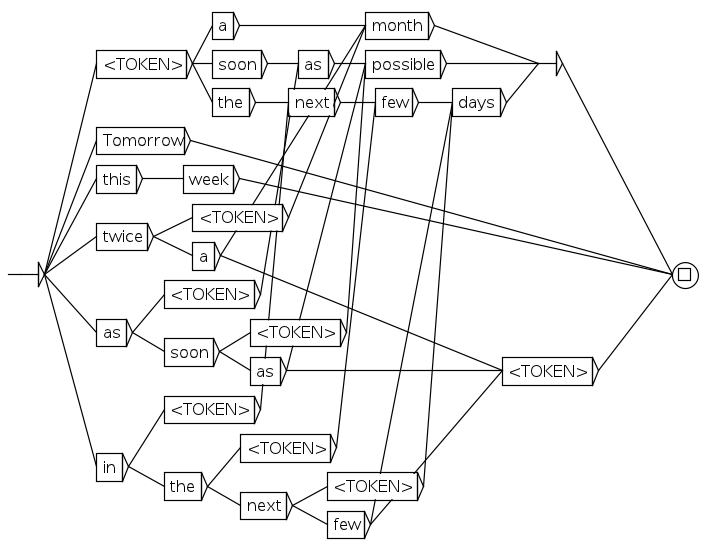 a month
<TOKEN> soon as possible
the next few days
Tomorrow
this week
<TOKEN>
twice
a
<TOKEN>
as <TOKEN>
soon
as <TOKEN>
<TOKEN>
<TOKEN>
in
the <TOKEN>
next
few